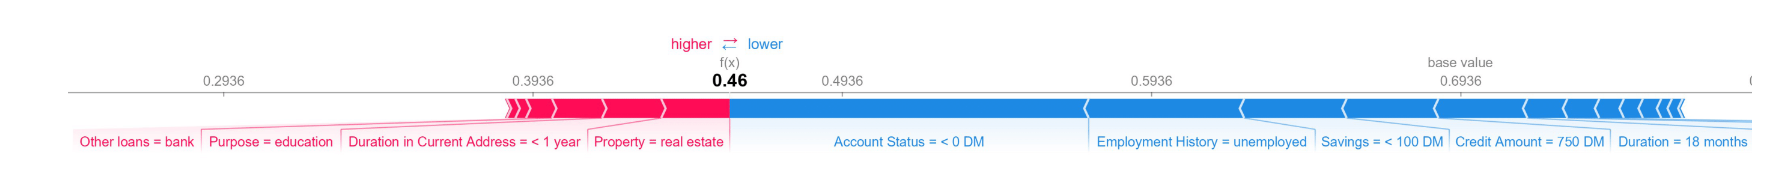 higher ⇄ lower
f(x) base value
0.2936 0.3936 0.46 0.4936 0.5936 0.6936 0
Other loans = bank Purpose = education Duration in Current Address = < 1 year Property = real estate Account Status = < 0 DM Employment History = unemployed Savings = < 100 DM Credit Amount = 750 DM Duration = 18 months